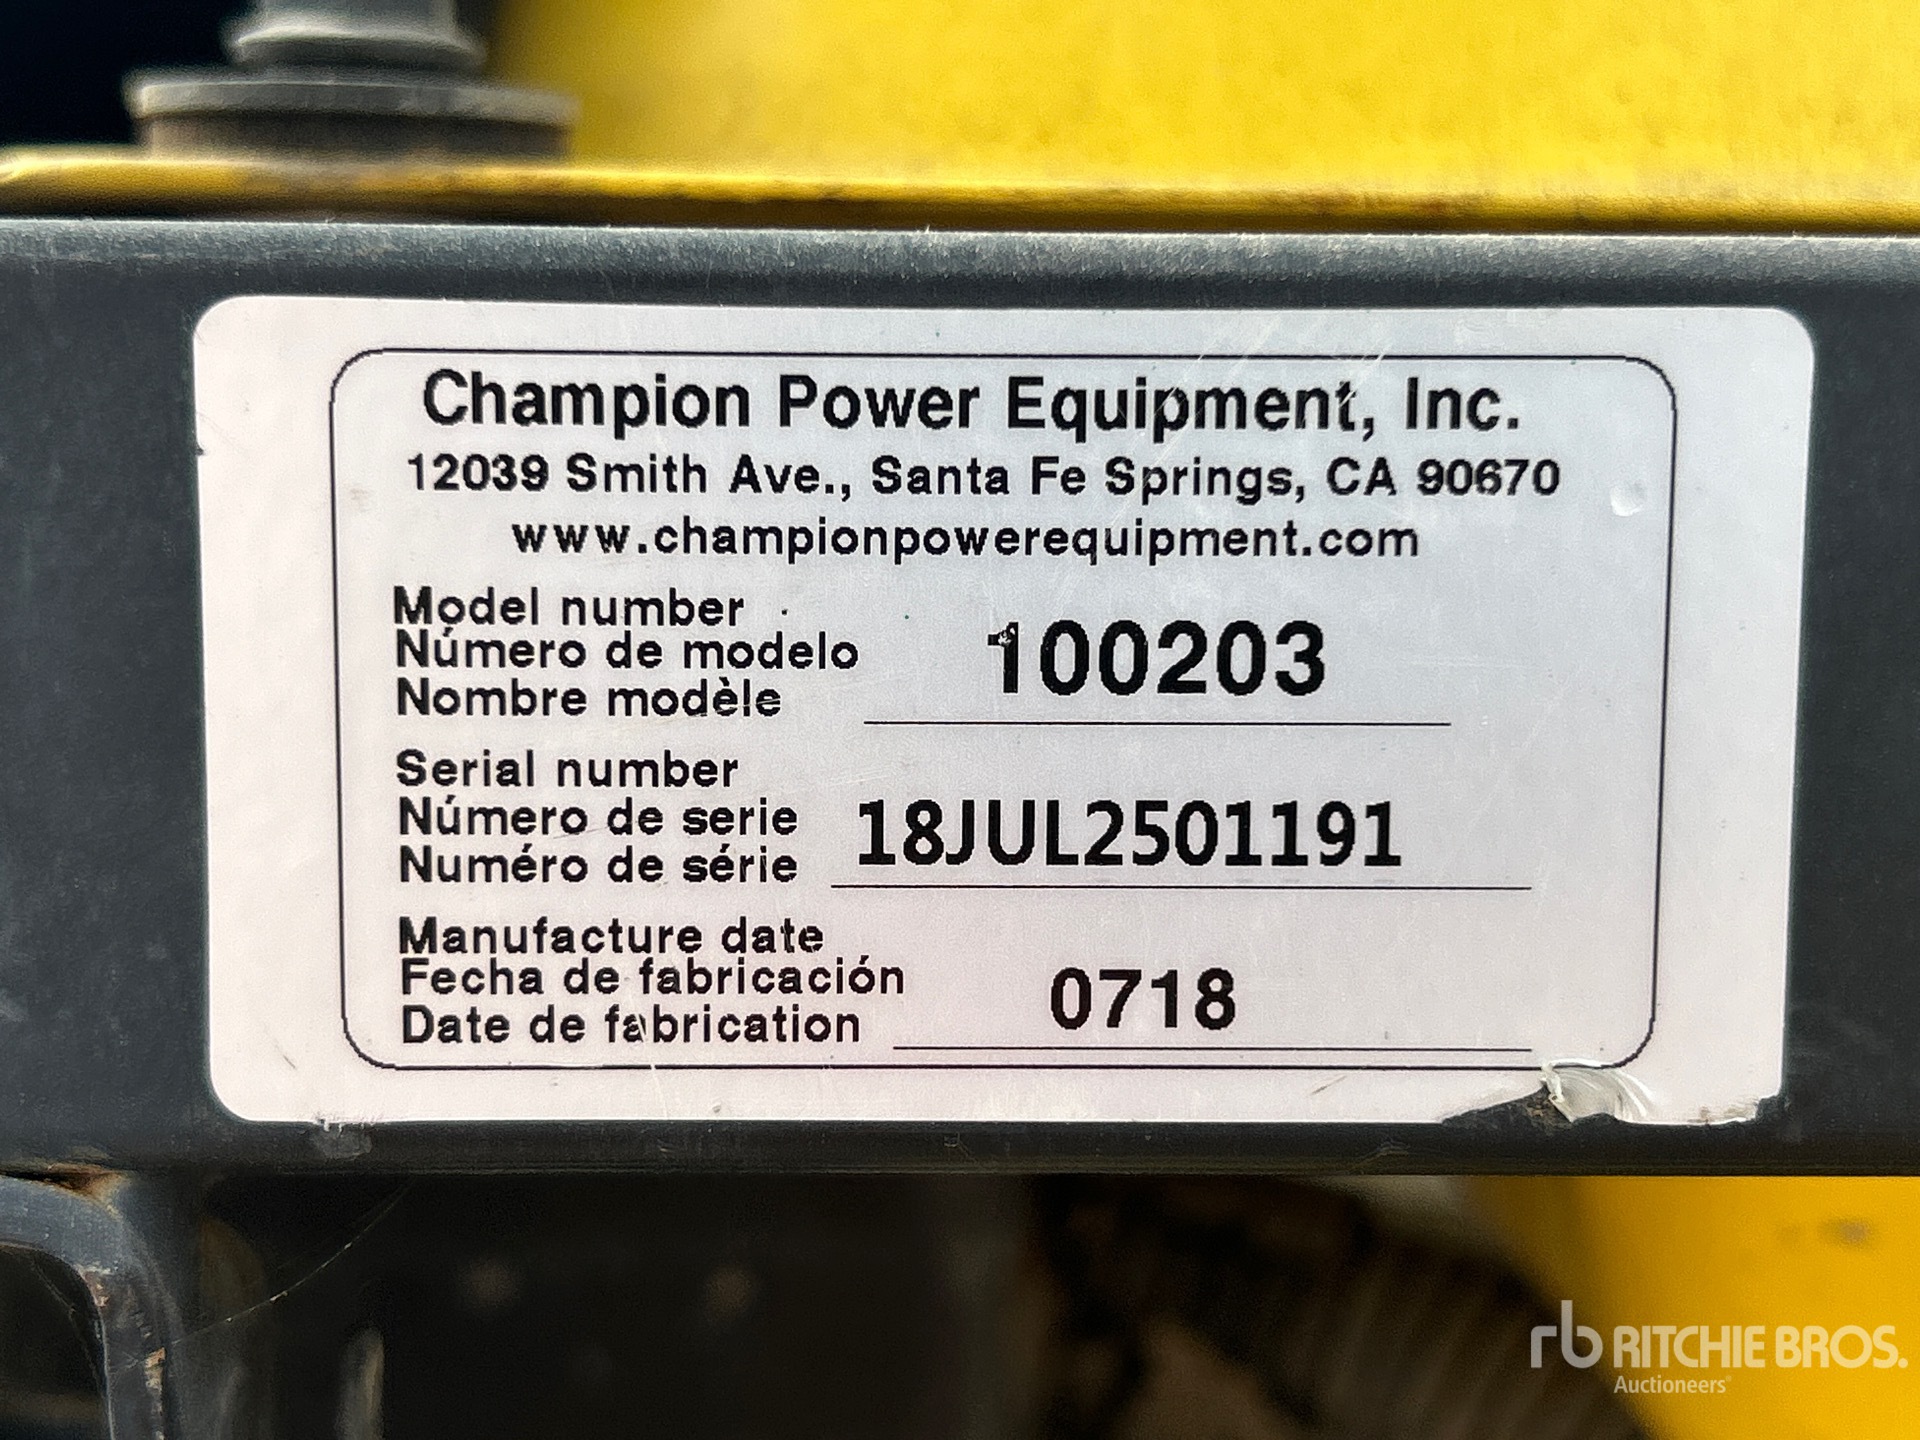 Champion Power Equipment, Inc.
12039 Smith Ave., Santa Fe Springs, CA 90670
www.championpowerequipment.com
Model number
Número de modelo
Nombre modèle
100203
Serial number
Número de serie
Numéro de série
18JUL2501191
Manufacture date
Fecha de fabricación
Date de fabrication
0718
rb RITCHIE BROS.
Auctioneers